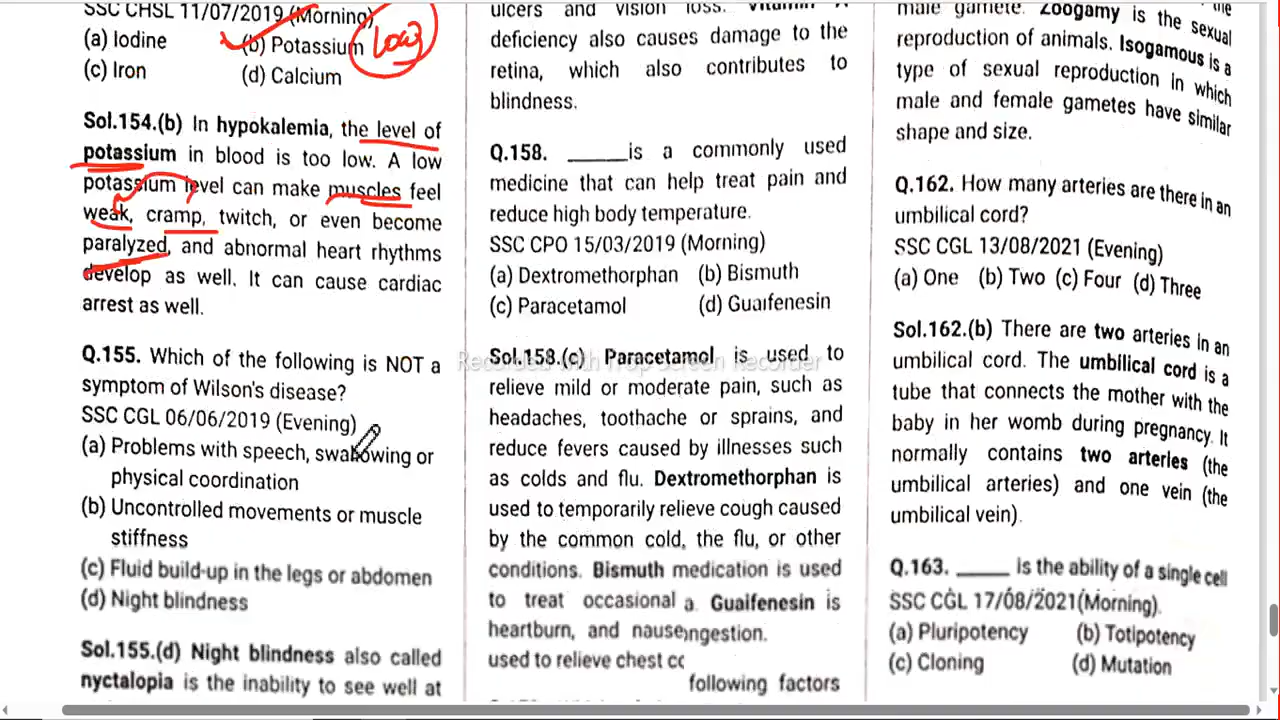 SSC CHSL 11/07/2019 (Morning)
(a) Iodine (b) Potassium
(c) Iron (d) Calcium
Low
Sol.154.(b) In hypokalemia, the level of
potassium in blood is too low. A low
potassium level can make muscles feel
weak, cramp, twitch, or even become
paralyzed, and abnormal heart rhythms
develop as well. It can cause cardiac
arrest as well.
Q.155. Which of the following is NOT a
symptom of Wilson's disease?
SSC CGL 06/06/2019 (Evening)
(a) Problems with speech, swallowing or
physical coordination
(b) Uncontrolled movements or muscle
stiffness
(c) Fluid build-up in the legs or abdomen
(d) Night blindness
Sol.155.(d) Night blindness also called
nyctalopia is the inability to see well at
ulcers and vision loss. Vitamin A
deficiency also causes damage to the
retina, which also contributes to
blindness.
Q.158. _____is a commonly used
medicine that can help treat pain and
reduce high body temperature.
SSC CPO 15/03/2019 (Morning)
(a) Dextromethorphan (b) Bismuth
(c) Paracetamol (d) Guaifenesin
Recorded with iTop Screen Recorder
Sol.158.(c) Paracetamol is used to
relieve mild or moderate pain, such as
headaches, toothache or sprains, and
reduce fevers caused by illnesses such
as colds and flu. Dextromethorphan is
used to temporarily relieve cough caused
by the common cold, the flu, or other
conditions. Bismuth medication is used
to treat occasional a. Guaifenesin is
heartburn, and nausengestion.
used to relieve chest cc
following factors
male gamete. Zoogamy is the sexual
reproduction of animals. Isogamous is a
type of sexual reproduction in which
male and female gametes have similar
shape and size.
Q.162. How many arteries are there in an
umbilical cord?
SSC CGL 13/08/2021 (Evening)
(a) One (b) Two (c) Four (d) Three
Sol.162.(b) There are two arteries in an
umbilical cord. The umbilical cord is a
tube that connects the mother with the
baby in her womb during pregnancy. It
normally contains two arteries (the
umbilical arteries) and one vein (the
umbilical vein).
Q.163. _____ is the ability of a single cell
SSC CGL 17/08/2021(Morning)
(a) Pluripotency (b) Totipotency
(c) Cloning (d) Mutation